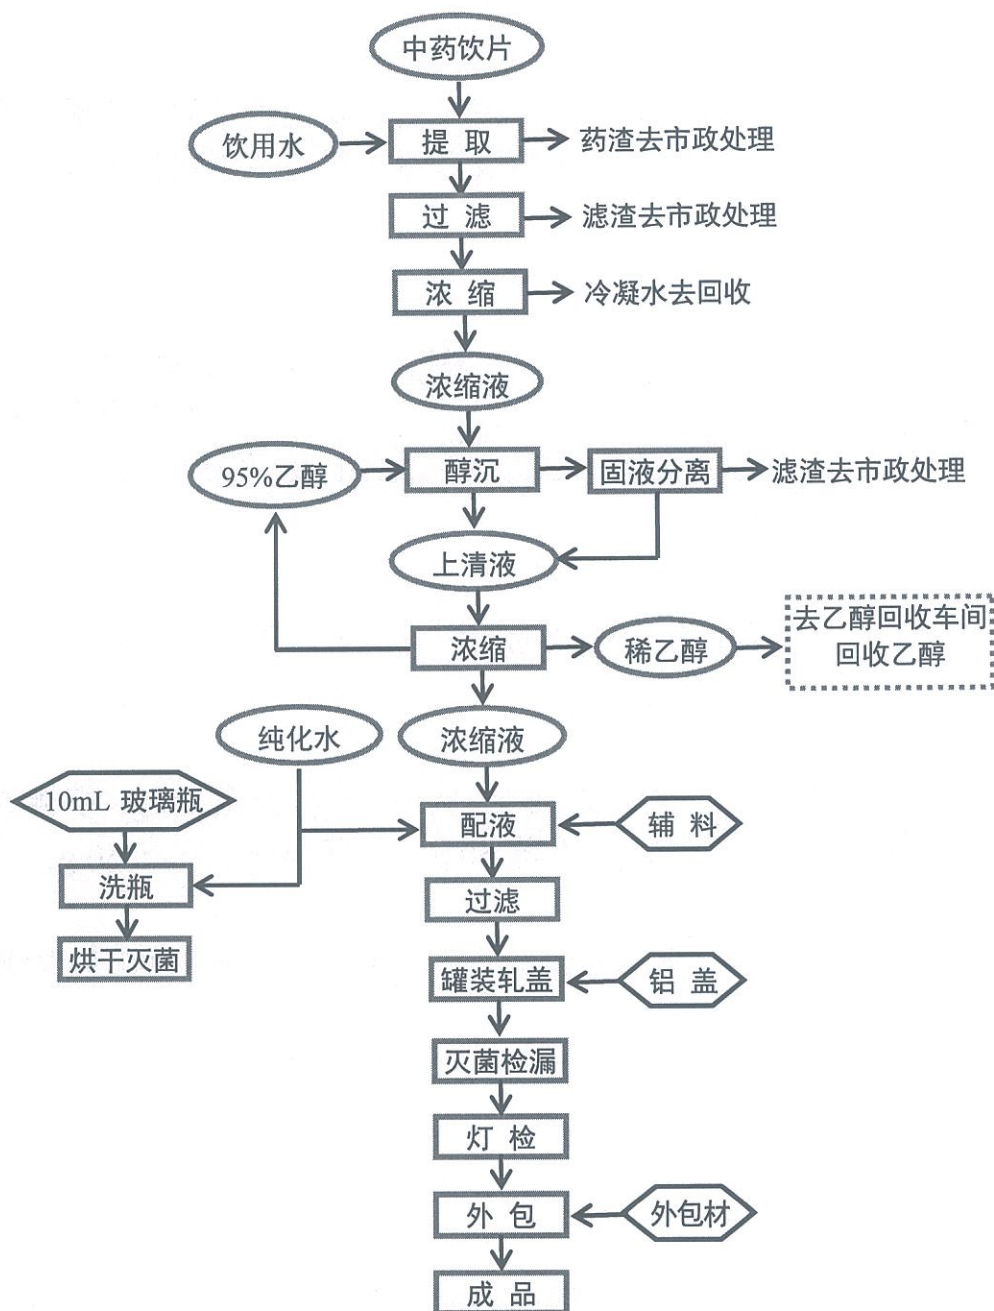 中药饮片
饮用水
提 取
药渣去市政处理
过 滤
滤渣去市政处理
浓 缩
冷凝水去回收
浓缩液
95%乙醇
醇沉
固液分离
滤渣去市政处理
上清液
浓缩
稀乙醇
去乙醇回收车间
回收乙醇
纯化水
浓缩液
10mL 玻璃瓶
配液
辅 料
洗瓶
过滤
烘干灭菌
罐装轧盖
铝 盖
灭菌检漏
灯 检
外 包
外包材
成 品